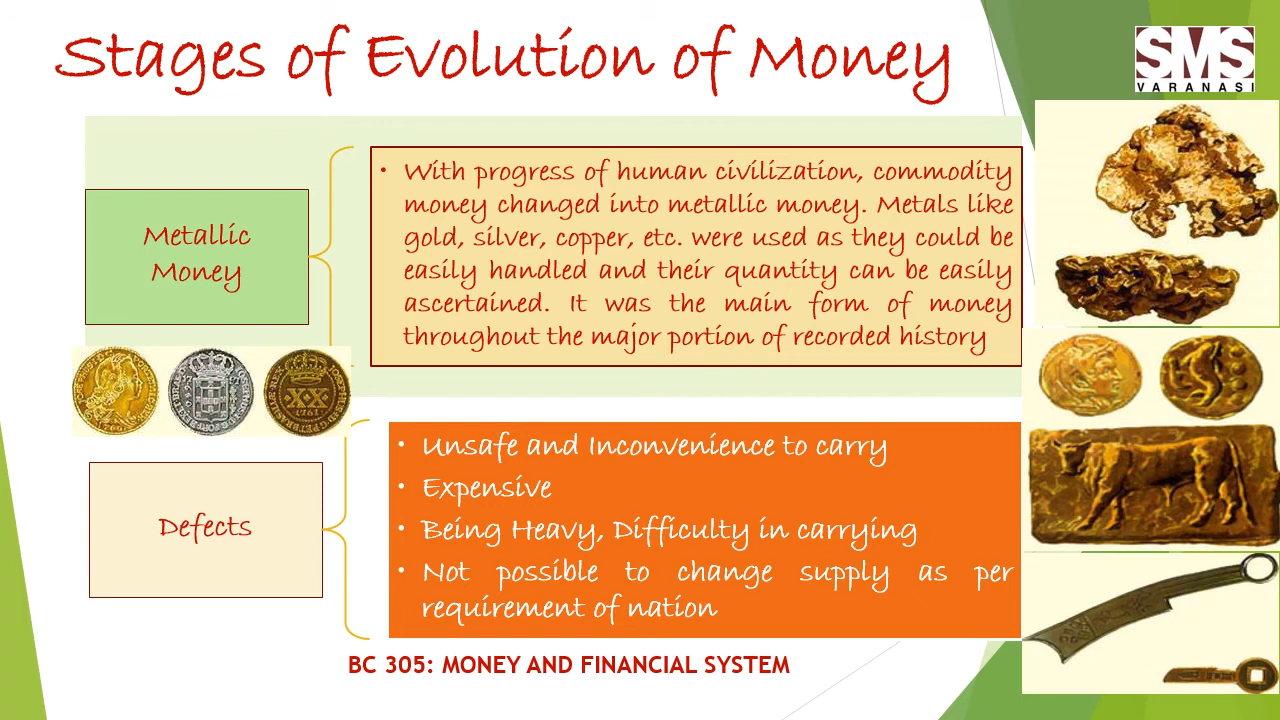 Stages of Evolution of Money
SMS
VARANASI
Metallic
Money
• With progress of human civilization, commodity
money changed into metallic money. Metals like
gold, silver, copper, etc. were used as they could be
easily handled and their quantity can be easily
ascertained. It was the main form of money
throughout the major portion of recorded history
XX
1761
Defects
• Unsafe and Inconvenience to carry
• Expensive
• Being Heavy, Difficulty in carrying
• Not possible to change supply as per
requirement of nation
BC 305: MONEY AND FINANCIAL SYSTEM